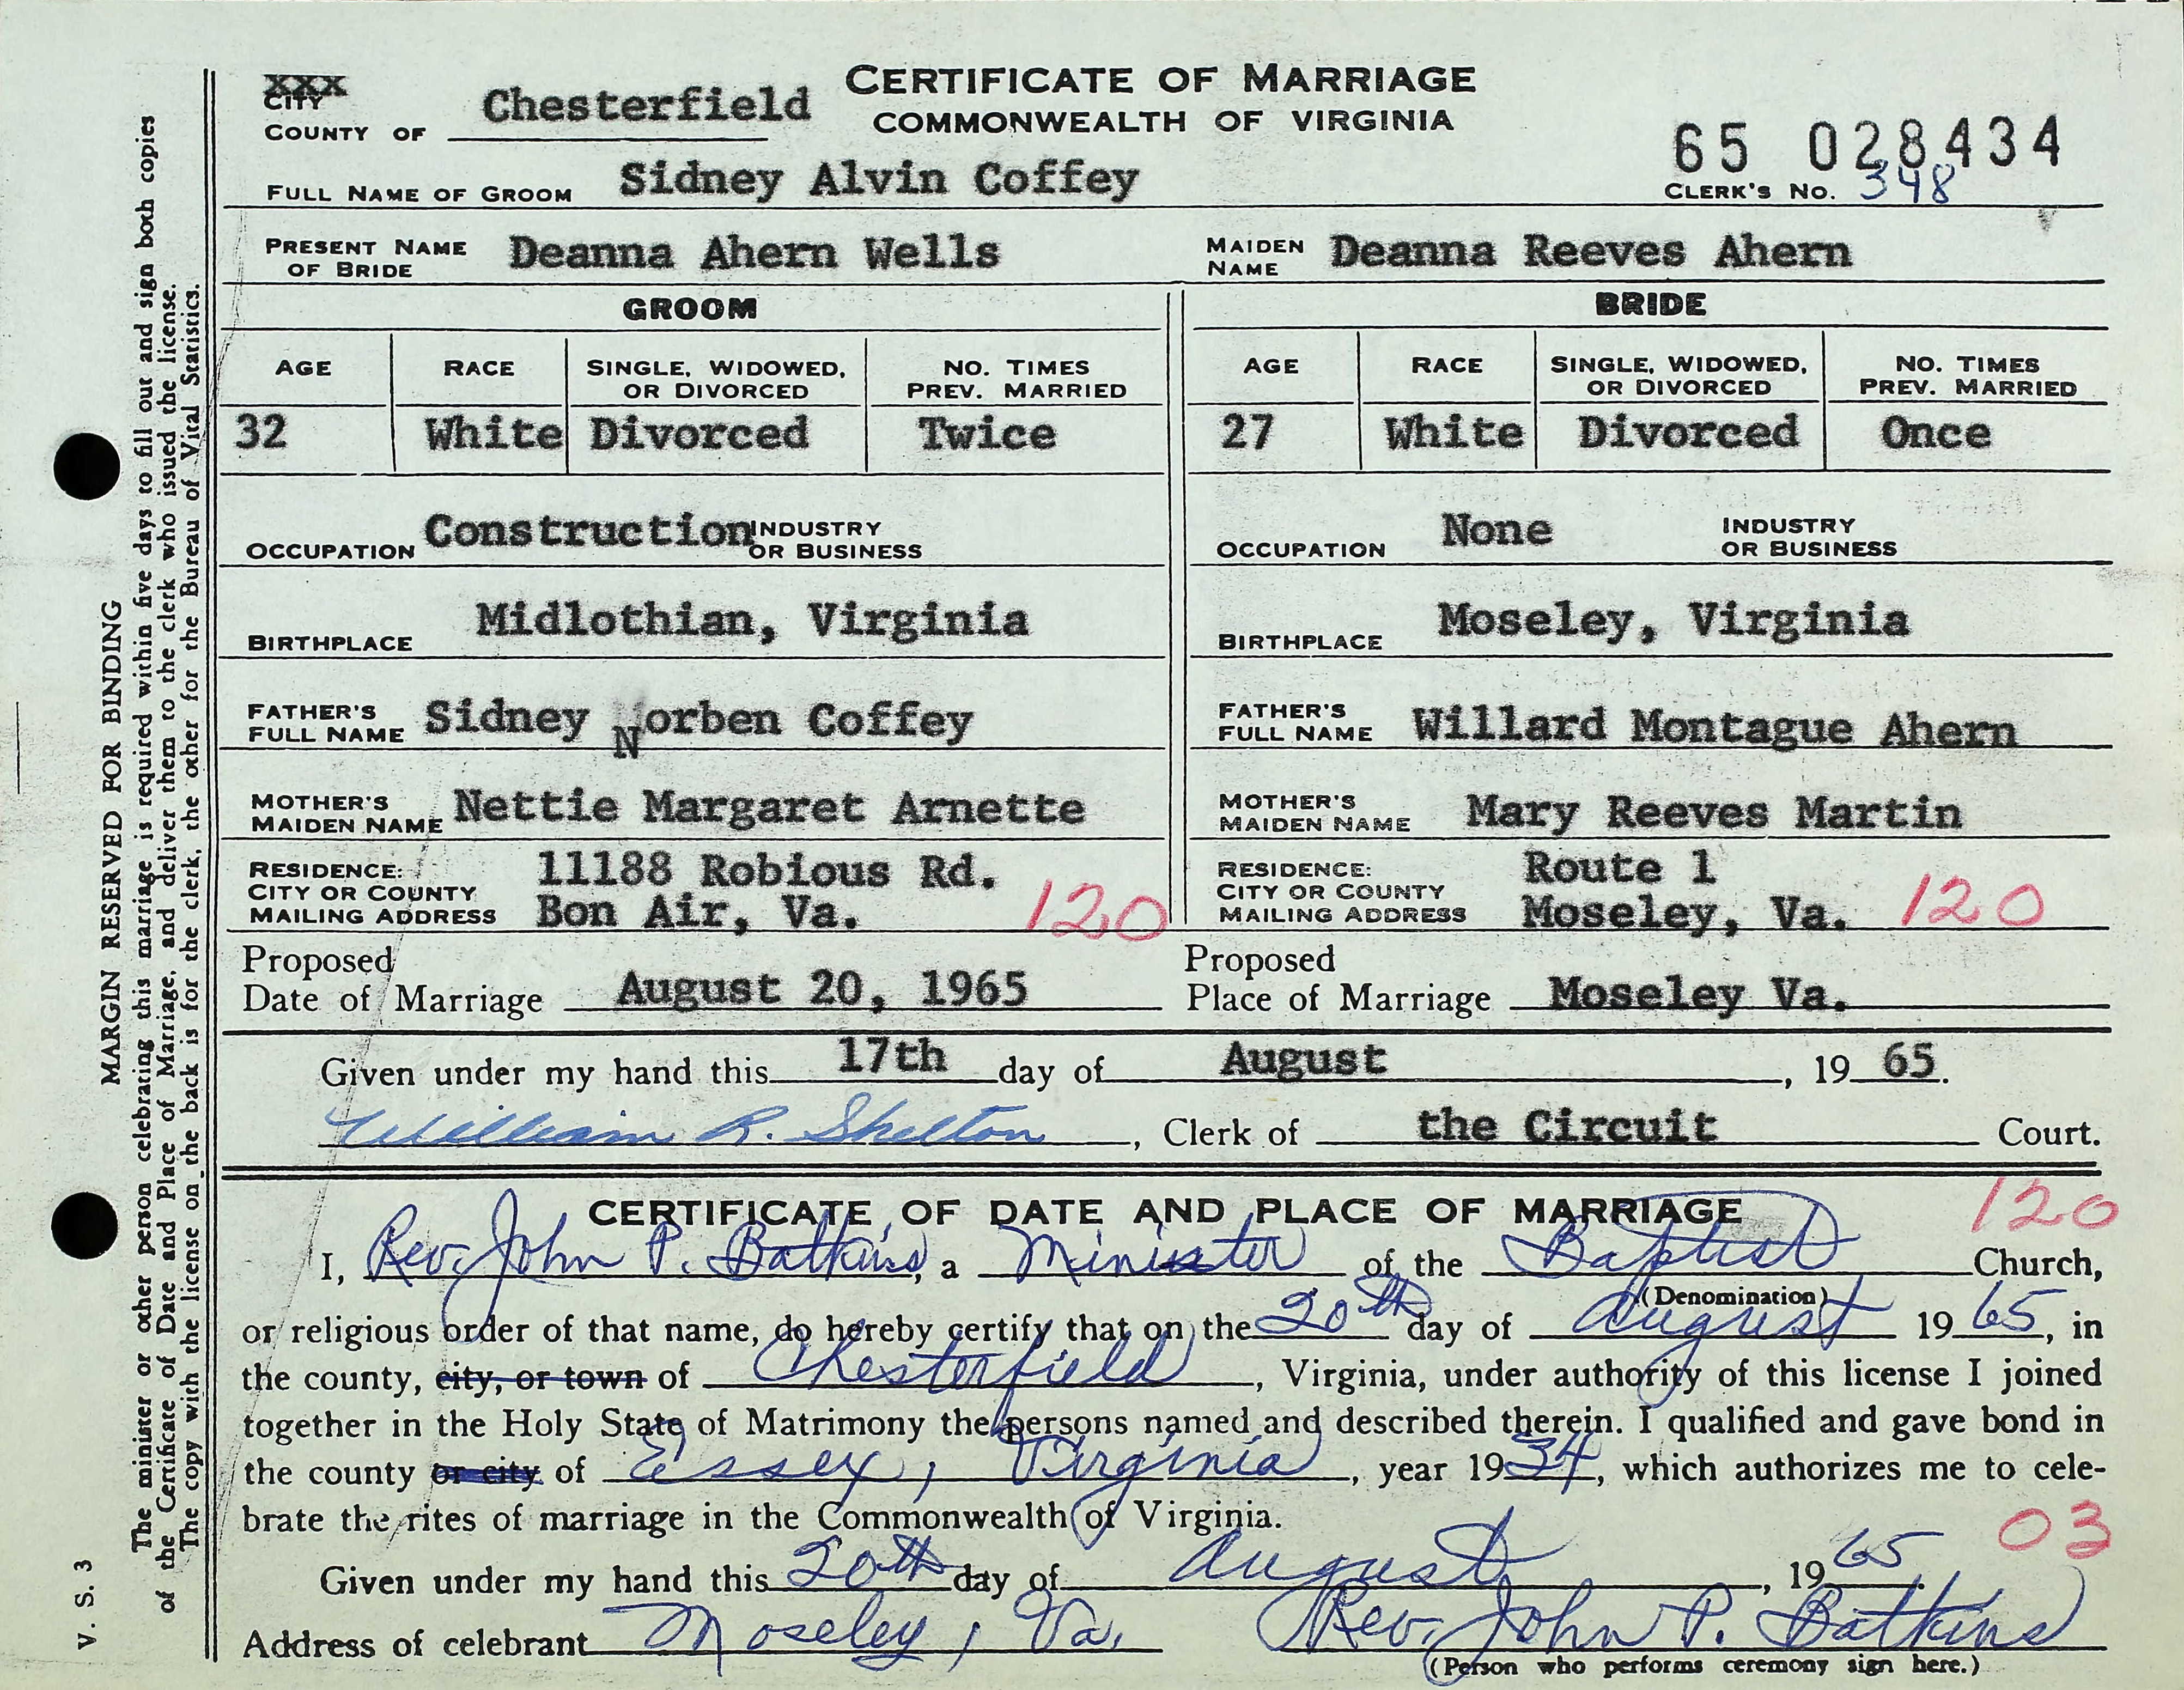 XXX
CITY
COUNTY OF Chesterfield
CERTIFICATE OF MARRIAGE
COMMONWEALTH OF VIRGINIA
65 028434
CLERK'S No. 348
FULL NAME OF GROOM Sidney Alvin Coffey
PRESENT NAME OF BRIDE Deanna Ahern Wells MAIDEN NAME Deanna Reeves Ahern
GROOM BRIDE
AGE RACE SINGLE, WIDOWED, OR DIVORCED NO. TIMES PREV. MARRIED AGE RACE SINGLE, WIDOWED, OR DIVORCED NO. TIMES PREV. MARRIED
32 White Divorced Twice 27 White Divorced Once
OCCUPATION Construction INDUSTRY OR BUSINESS OCCUPATION None INDUSTRY OR BUSINESS
BIRTHPLACE Midlothian, Virginia BIRTHPLACE Moseley, Virginia
FATHER'S FULL NAME Sidney Norben Coffey FATHER'S FULL NAME Willard Montague Ahern
MOTHER'S MAIDEN NAME Nettie Margaret Arnette MOTHER'S MAIDEN NAME Mary Reeves Martin
RESIDENCE: 11188 Robious Rd. RESIDENCE: Route 1
CITY OR COUNTY 120 CITY OR COUNTY 120
MAILING ADDRESS Bon Air, Va. MAILING ADDRESS Moseley, Va.
Proposed Date of Marriage August 20, 1965 Proposed Place of Marriage Moseley Va.
Given under my hand this 17th day of August, 19 65.
William R. Shelton, Clerk of the Circuit Court.
CERTIFICATE OF DATE AND PLACE OF MARRIAGE 120
I, Rev. John P. Batkins, a Minister of the Baptist Church,
(Denomination)
or religious order of that name, do hereby certify that on the 20th day of August 19 65, in
the county, city, or town of Chesterfield, Virginia, under authority of this license I joined
together in the Holy State of Matrimony the persons named and described therein. I qualified and gave bond in
the county or city of Essex, Virginia, year 1934, which authorizes me to cele-
brate the rites of marriage in the Commonwealth of Virginia. 03
Given under my hand this 20th day of August, 19 65.
Address of celebrant Moseley, Va. Rev. John P. Batkins
(Person who performs ceremony sign here.)
MARGIN RESERVED FOR BINDING
The minister or other person celebrating this marriage is required within five days to fill out and sign both copies
of the Certificate of Date and Place of Marriage, and deliver them to the clerk who issued the license.
The copy with the license on the back is for the clerk, the other for the Bureau of Vital Statistics.
V. S. 3